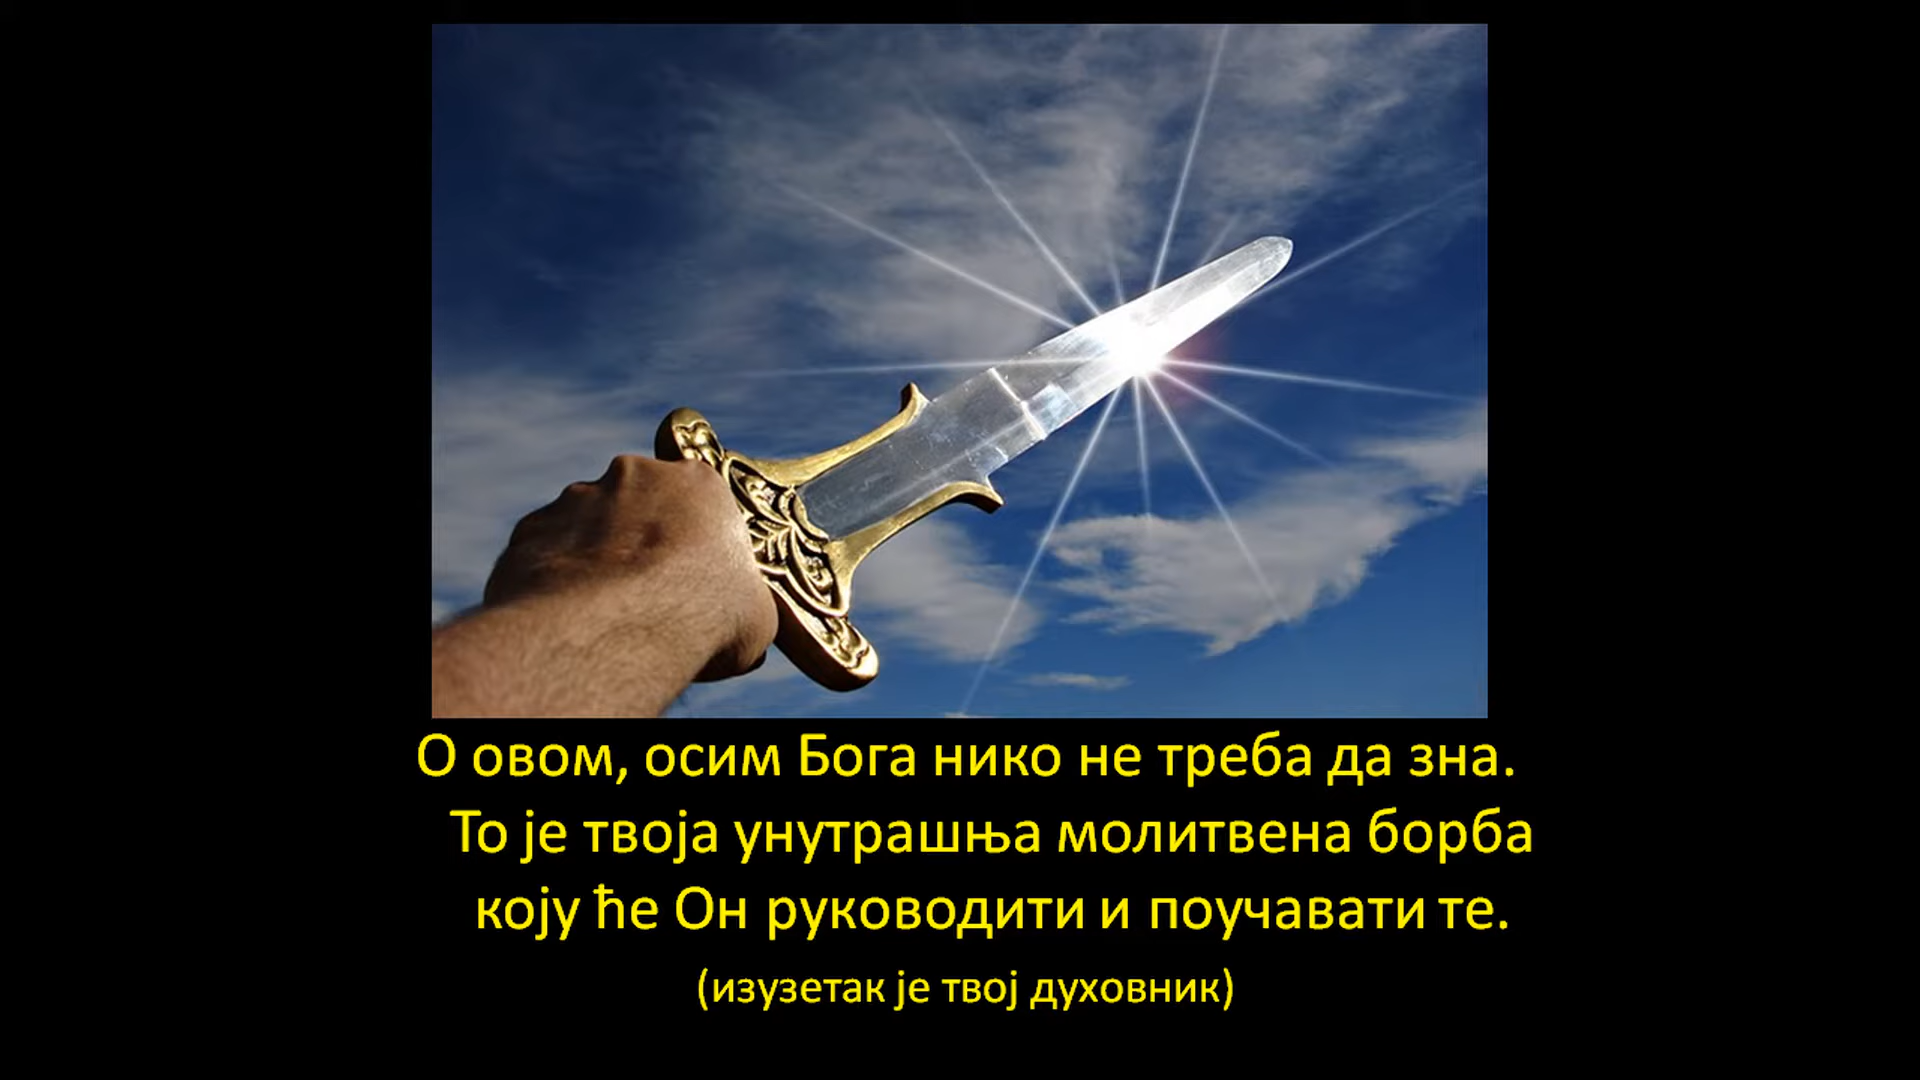 О овом, осим Бога нико не треба да зна.
То је твоја унутрашња молитвена борба
коју ће Он руководити и поучавати те.
(изузетак је твој духовник)